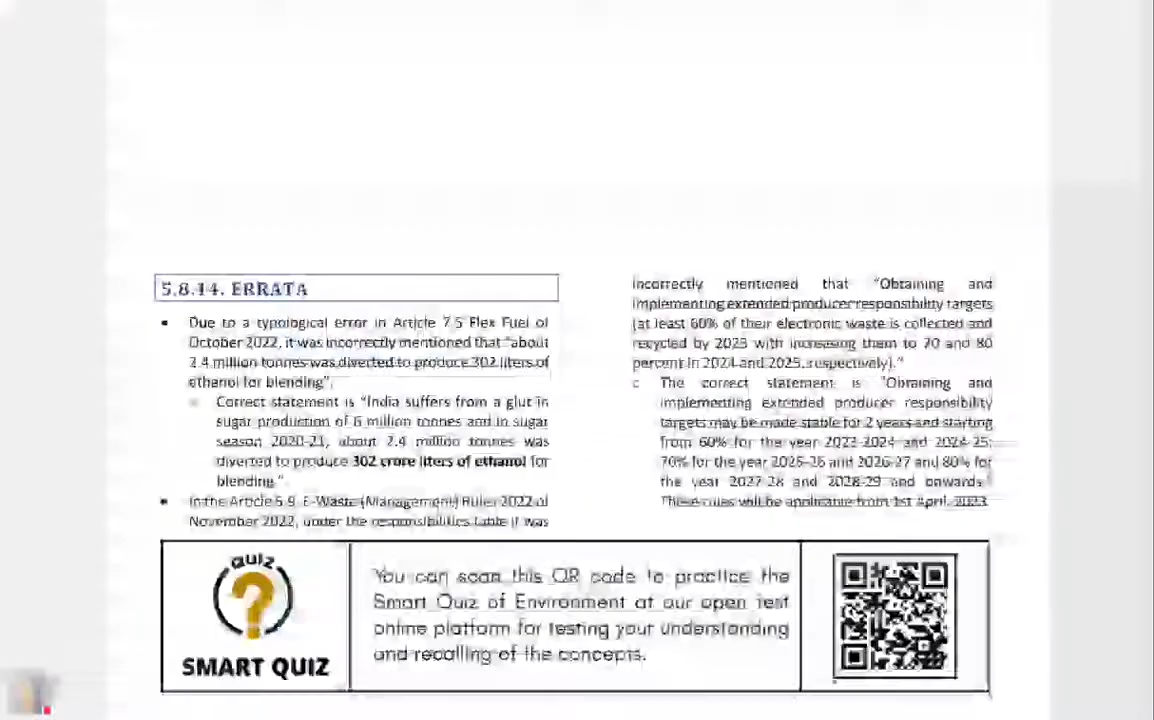 5.8.14. ERRATA
Due to a typological error in Article 7.5 Flex Fuel of
October 2022, it was incorrectly mentioned that "about
2.4 million tonnes was diverted to produce 302 liters of
ethanol for blending".
Correct statement is "India suffers from a glut in
sugar production of 6 million tonnes and in sugar
season 2020-21, about 2.4 million tonnes was
diverted to produce 302 crore liters of ethanol for
blending."
In the Article 5.9. E-Waste (Management) Rules 2022 of
November 2022, under the responsibilities table it was
incorrectly mentioned that "Obtaining and
implementing extended producer responsibility targets
(at least 60% of their electronic waste is collected and
recycled by 2023 with increasing them to 70 and 80
percent in 2024 and 2025, respectively)."
The correct statement is "Obtaining and
implementing extended producer responsibility
targets may be made stable for 2 years and starting
from 60% for the year 2023-2024 and 2024-25;
70% for the year 2025-26 and 2026-27 and 80% for
the year 2027-28 and 2028-29 and onwards."
These rules will be applicable from 1st April, 2023.
QUIZ
SMART QUIZ
You can scan this QR code to practice the
Smart Quiz of Environment at our open test
online platform for testing your understanding
and recalling of the concepts.